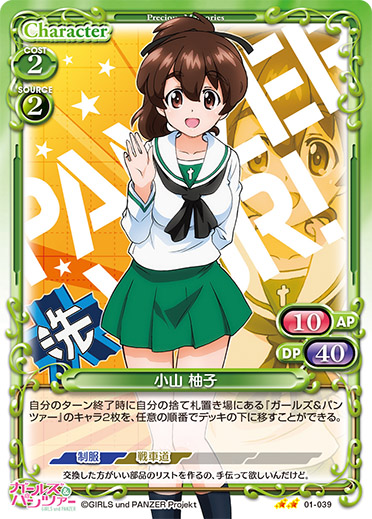 Precious Memories
Character
COST
2
SOURCE
2
PANZER
VOR!
洗
10 AP
DP 40
小山 柚子
自分のターン終了時に自分の捨て札置き場にある『ガールズ&パン
ツァー』のキャラ2枚を、任意の順番でデッキの下に移すことができる。
制服 戦車道
交換した方がいい部品のリストを作るの、手伝って欲しいんだけど。
ガールズ&
パンツァー
GIRLS und PANZER
©GIRLS und PANZER Projekt
01-039